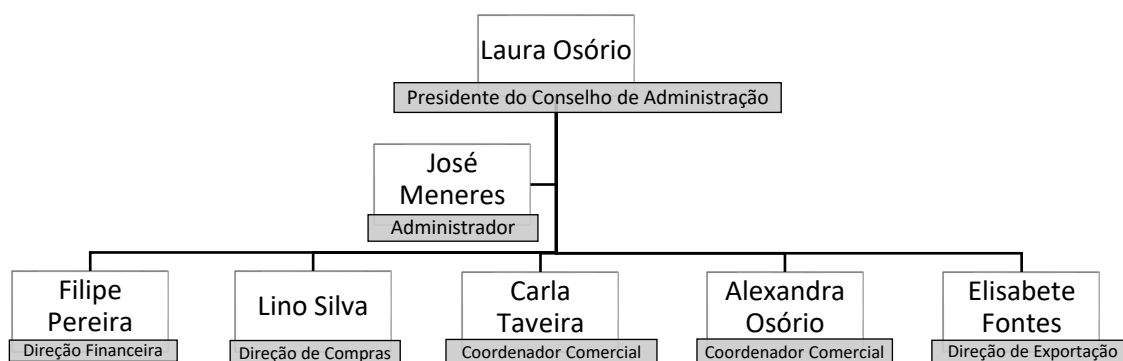 Laura Osório
Presidente do Conselho de Administração
José
Meneres
Administrador
Filipe
Pereira
Direção Financeira
Lino Silva
Direção de Compras
Carla
Taveira
Coordenador Comercial
Alexandra
Osório
Coordenador Comercial
Elisabete
Fontes
Direção de Exportação